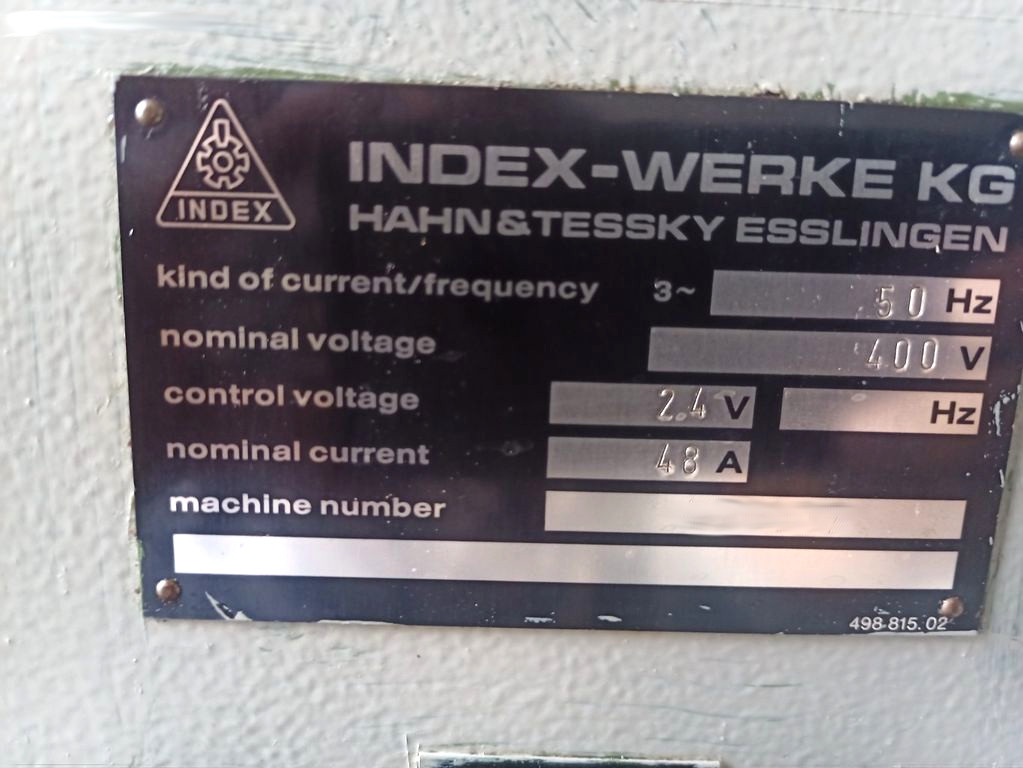 INDEX
INDEX-WERKE KG
HAHN&TESSKY ESSLINGEN
kind of current/frequency 3~ 50 Hz
nominal voltage 400 V
control voltage 24 V Hz
nominal current 48 A
machine number
498 815. 02